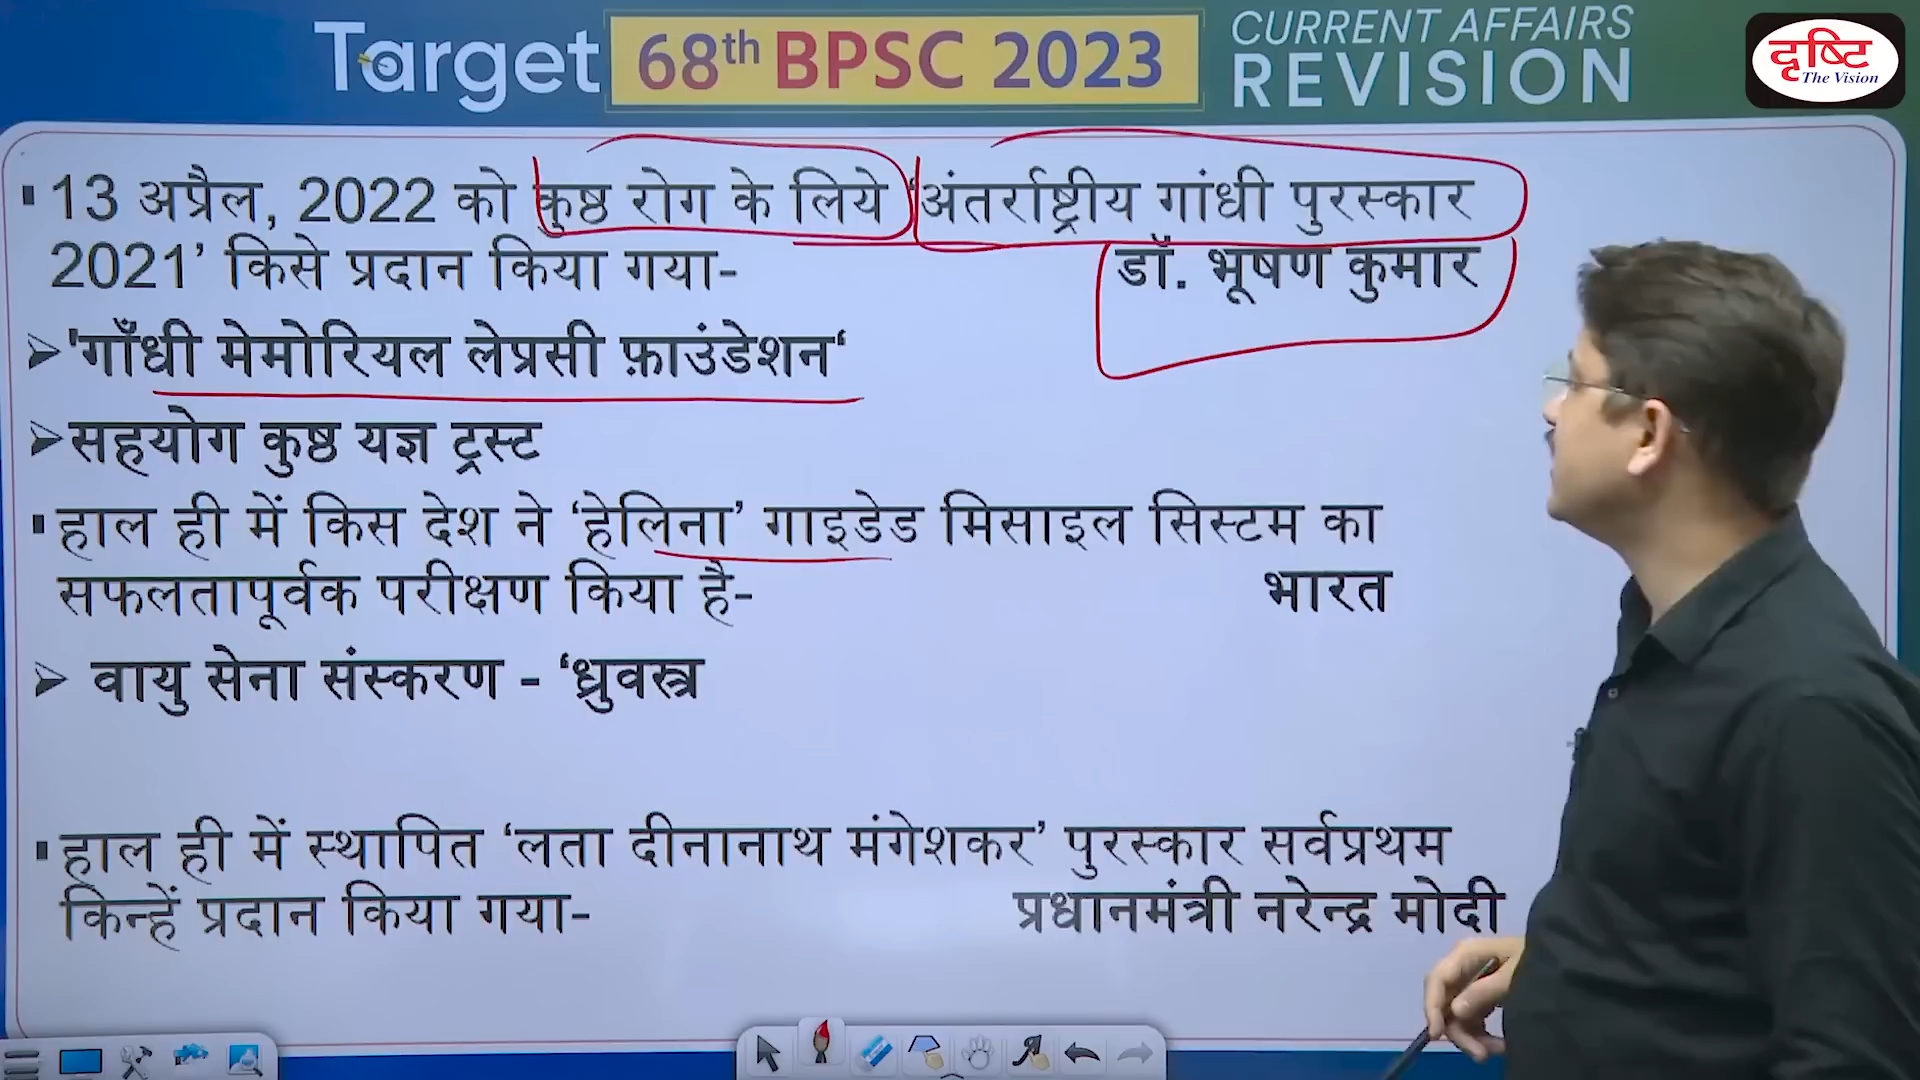 Target 68th BPSC 2023 CURRENT AFFAIRS
REVISION
दृष्टि
The Vision
▪ 13 अप्रैल, 2022 को कुष्ठ रोग के लिये 'अंतर्राष्ट्रीय गांधी पुरस्कार
2021’ किसे प्रदान किया गया- डॉ. भूषण कुमार
➢ 'गाँधी मेमोरियल लेप्रसी फ़ाउंडेशन‘
➢ सहयोग कुष्ठ यज्ञ ट्रस्ट
▪ हाल ही में किस देश ने ‘हेलिना’ गाइडेड मिसाइल सिस्टम का
सफलतापूर्वक परीक्षण किया है- भारत
➢ वायु सेना संस्करण - ‘ध्रुवस्त्र
▪ हाल ही में स्थापित ‘लता दीनानाथ मंगेशकर’ पुरस्कार सर्वप्रथम
किन्हें प्रदान किया गया- प्रधानमंत्री नरेन्द्र मोदी